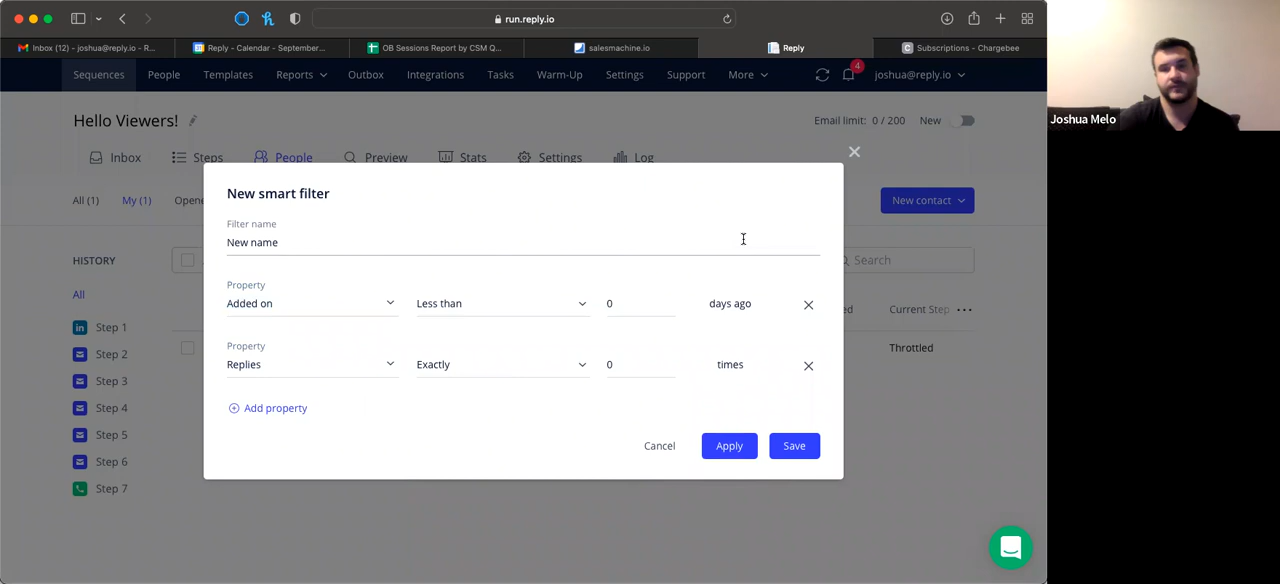 run.reply.io
Inbox (12) - joshua@reply.io - R...
Reply - Calendar - September...
OB Sessions Report by CSM Q...
salesmachine.io
Reply
Subscriptions - Chargebee
Sequences
People
Templates
Reports
Outbox
Integrations
Tasks
Warm-Up
Settings
Support
More
4
joshua@reply.io
Joshua Melo
Hello Viewers!
Email limit: 0 / 200
New
Inbox
Steps
People
Preview
Stats
Settings
Log
All (1)
My (1)
Opene
New contact
New smart filter
Filter name
New name
HISTORY
Search
All
Property
Added on
Less than
0
days ago
ed
Current Step
Step 1
Step 2
Step 3
Step 4
Step 5
Step 6
Step 7
Throttled
Property
Replies
Exactly
0
times
Add property
Cancel
Apply
Save